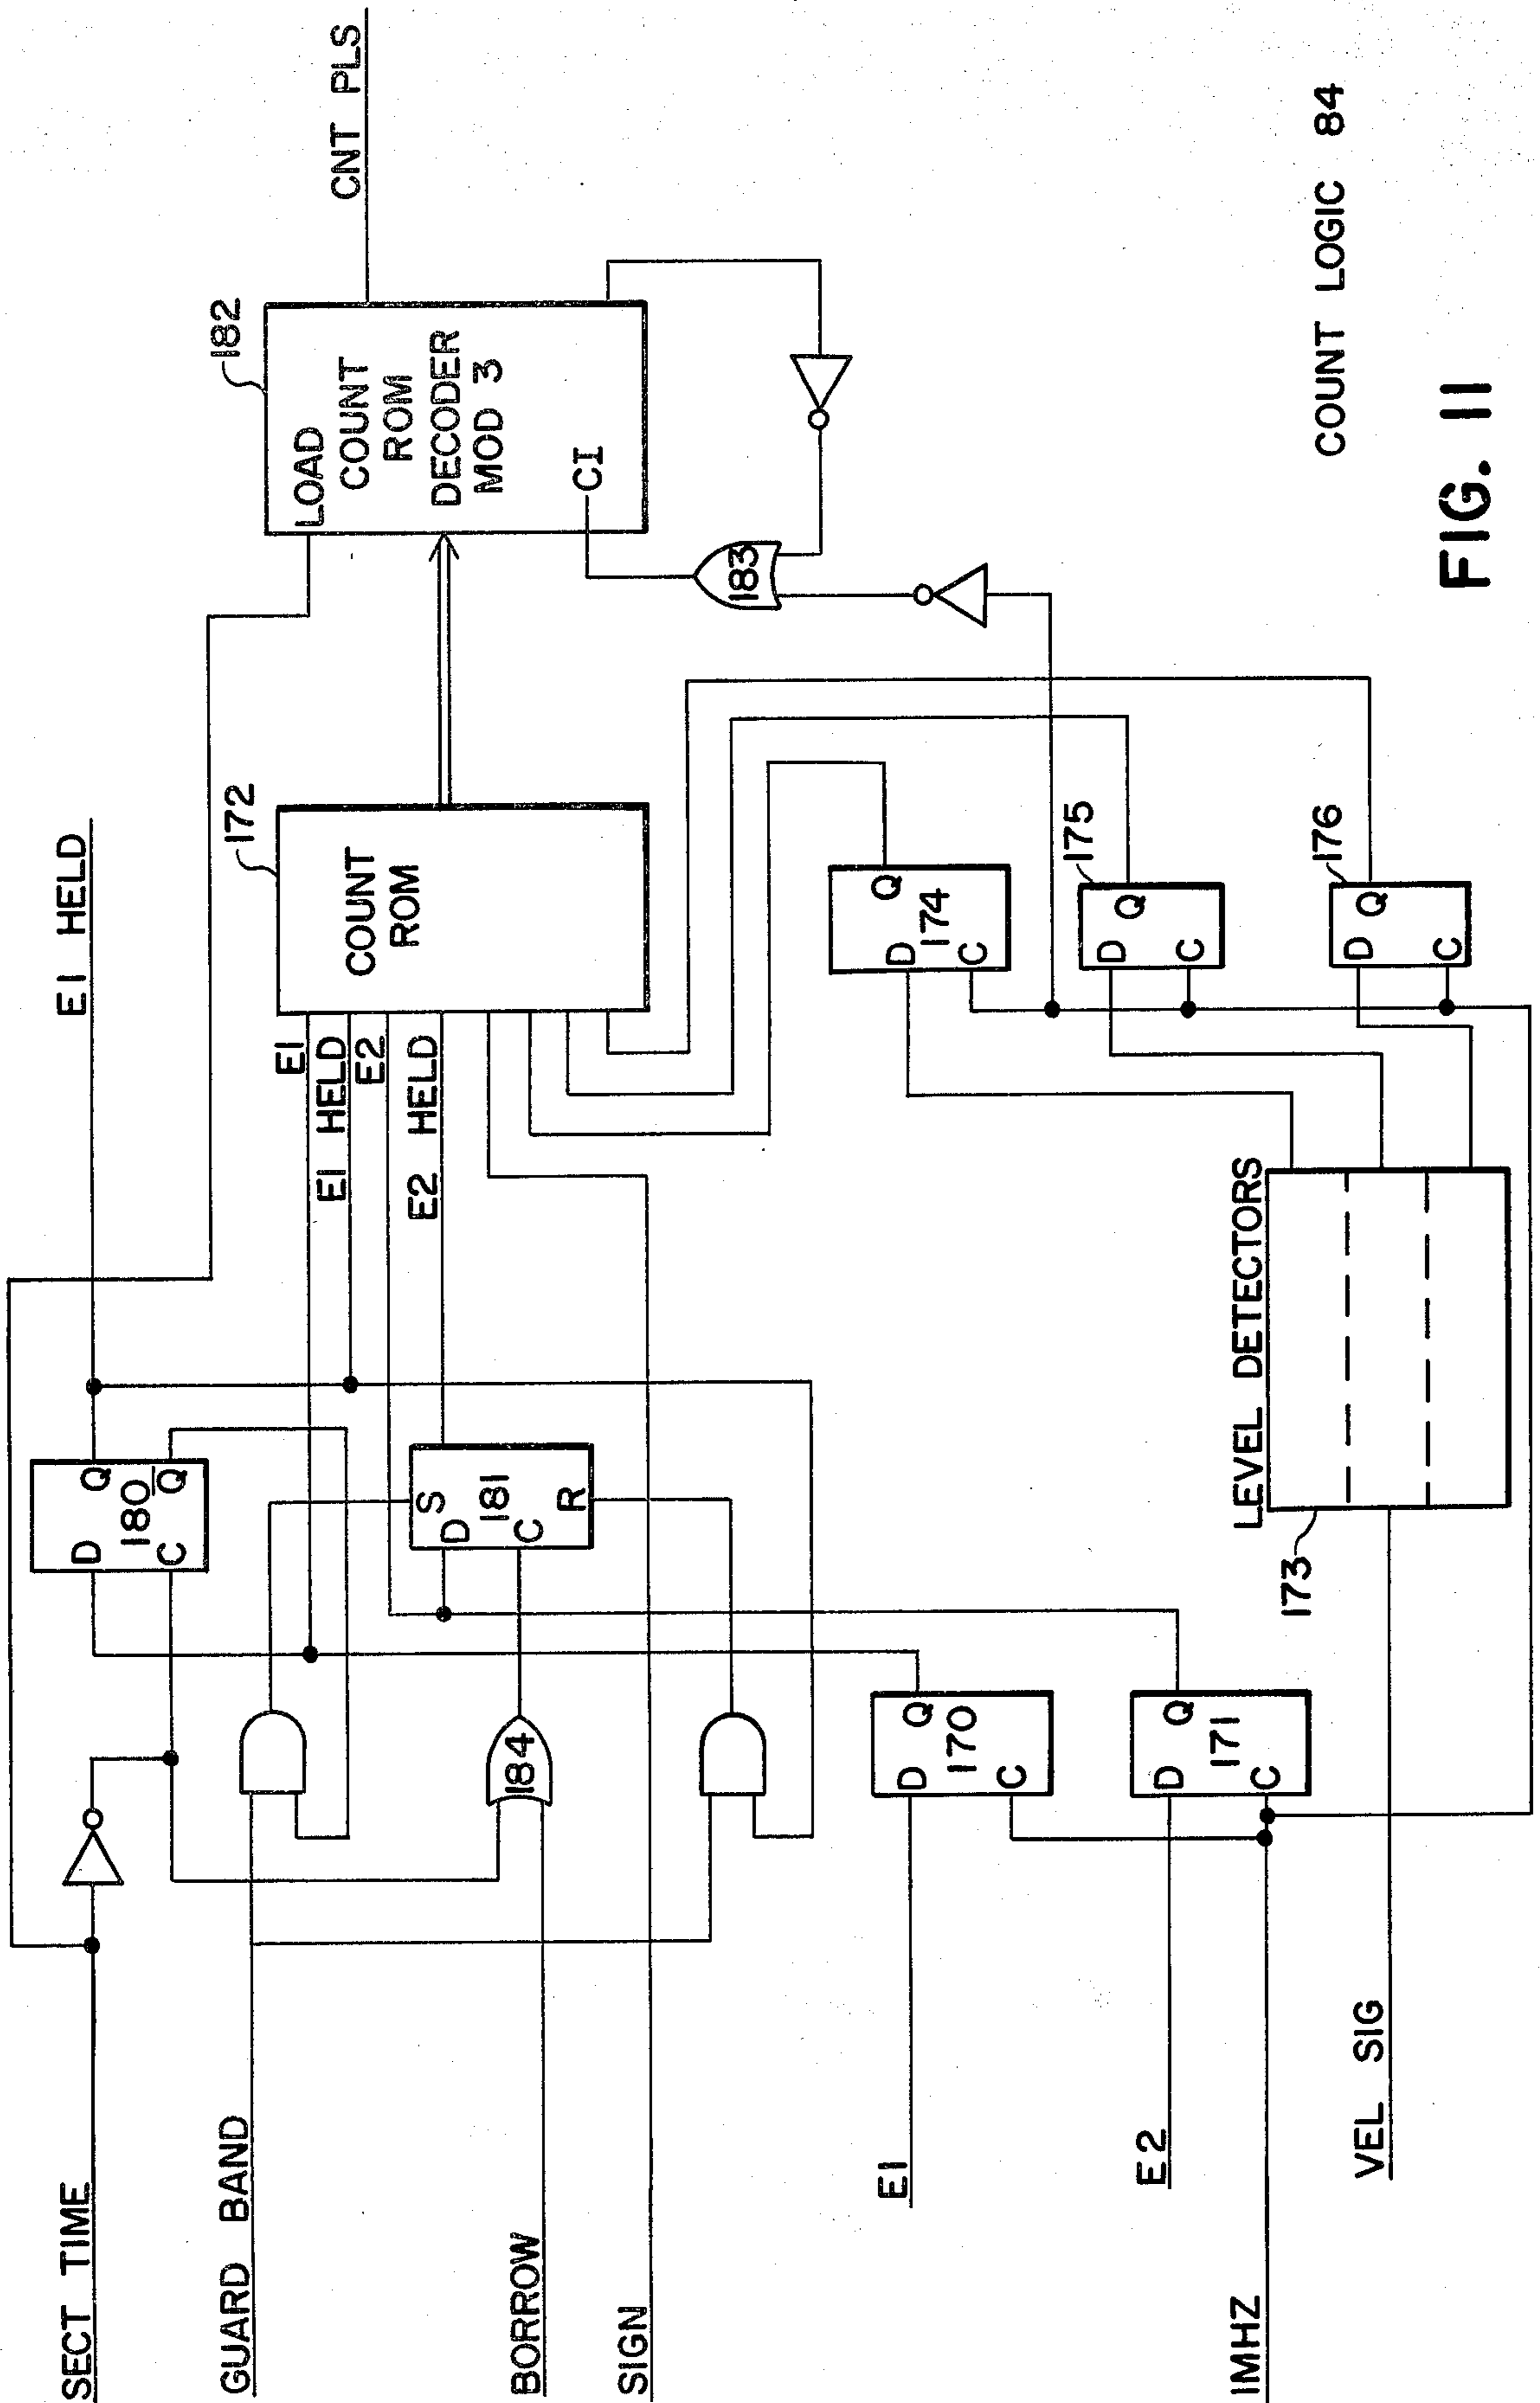 SECT TIME
GUARD BAND
BORROW
SIGN
E1
E2
1MHZ
VEL SIG
D
Q
180
C
Q
S
D
181
C
R
184
D
Q
170
C
D
Q
171
C
E1 HELD
E1
E1 HELD
E2
E2 HELD
172
COUNT
ROM
LEVEL DETECTORS
173
Q
D
174
C
175
D
Q
C
176
D
Q
C
182
LOAD
COUNT
ROM
DECODER
MOD 3
CI
183
CNT PLS
COUNT LOGIC 84
FIG. 11